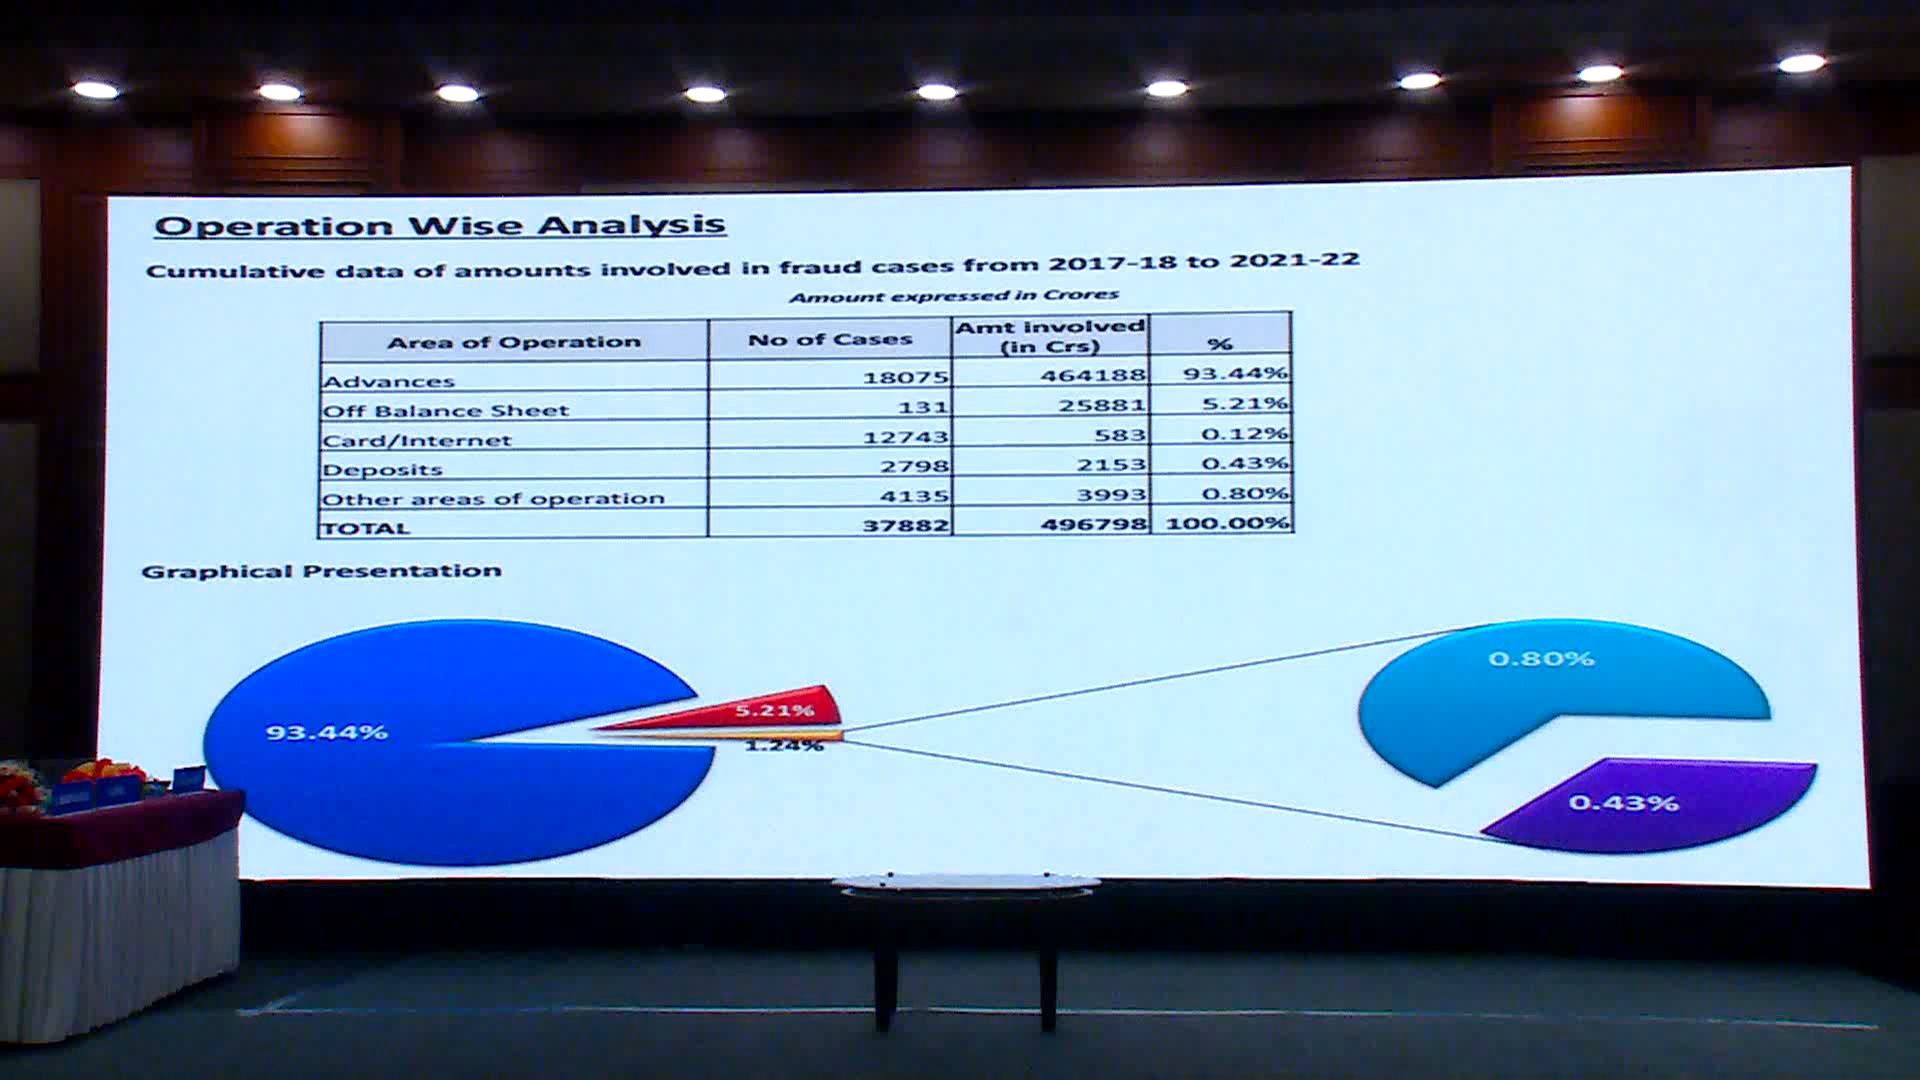 Operation Wise Analysis
Cumulative data of amounts involved in fraud cases from 2017-18 to 2021-22
Amount expressed in Crores
Area of Operation No of Cases Amt involved (in Crs) %
Advances 18075 464188 93.44%
Off Balance Sheet 131 25881 5.21%
Card/Internet 12743 583 0.12%
Deposits 2798 2153 0.43%
Other areas of operation 4135 3993 0.80%
TOTAL 37882 496798 100.00%
Graphical Presentation
93.44%
5.21%
1.24%
0.80%
0.43%